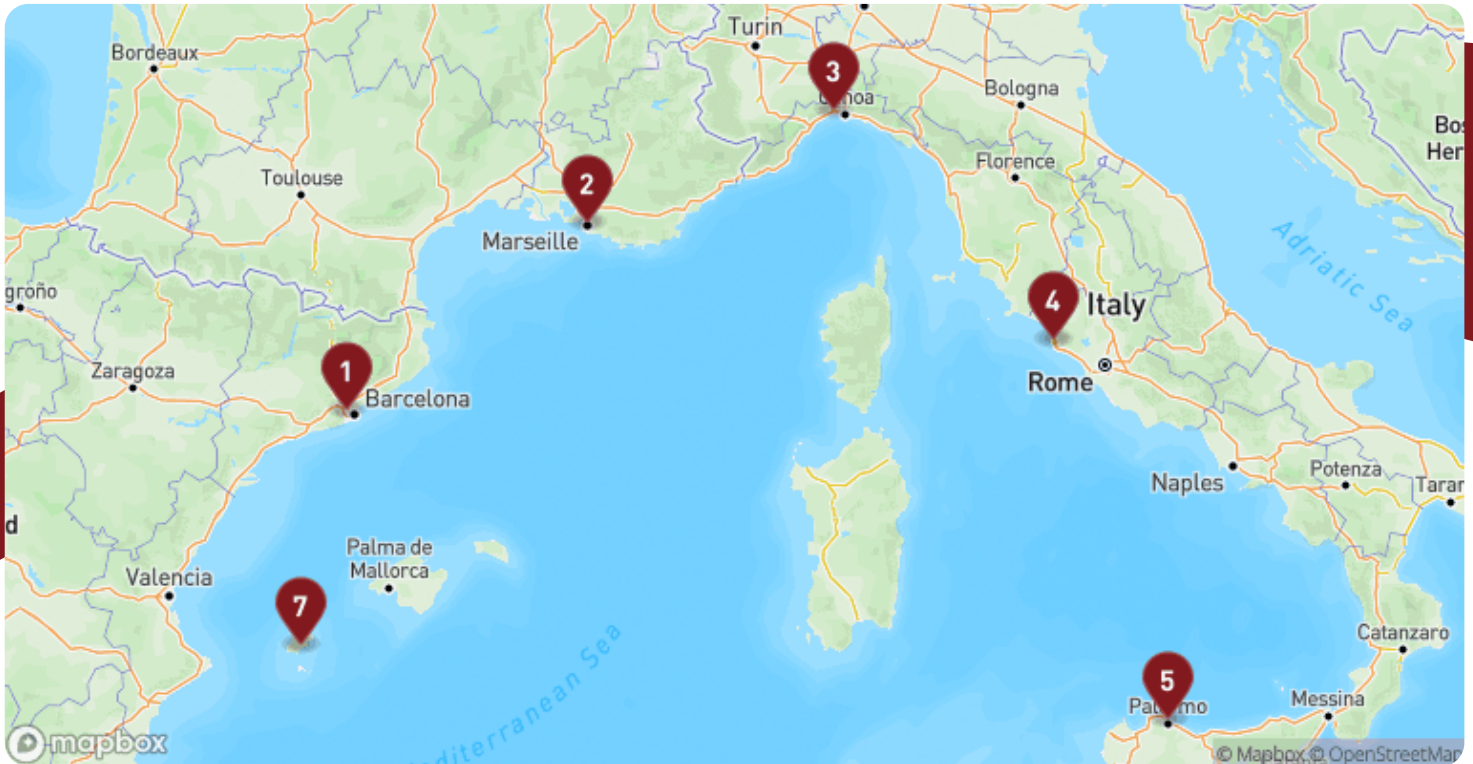 Turin
Bordeaux
3
Genoa
Bologna
Bos
Her
Florence
Toulouse
2
Marseille
Adriatic Sea
groño
4
Italy
Zaragoza
1
Barcelona
Rome
Naples
Potenza
Tarar
d
Palma de
Mallorca
Valencia
7
Mediterranean Sea
Catanzaro
5
Palermo
Messina
mapbox
© Mapbox © OpenStreetMap